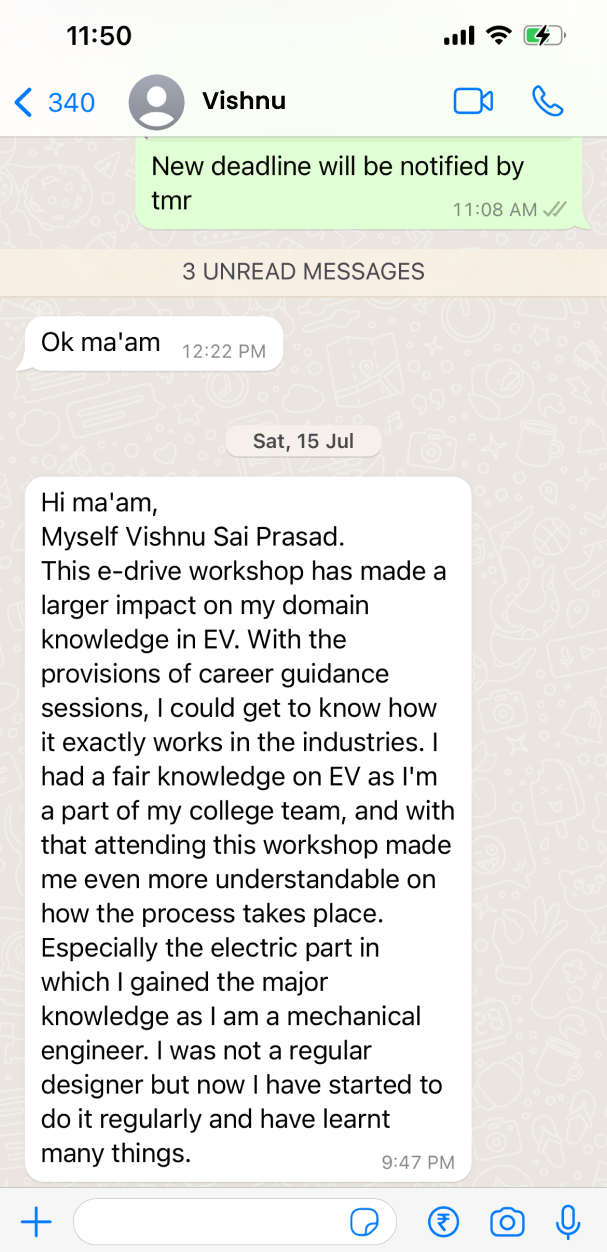 11:50
340
Vishnu
New deadline will be notified by
tmr
11:08 AM
3 UNREAD MESSAGES
Ok ma'am
12:22 PM
Sat, 15 Jul
Hi ma'am,
Myself Vishnu Sai Prasad.
This e-drive workshop has made a
larger impact on my domain
knowledge in EV. With the
provisions of career guidance
sessions, I could get to know how
it exactly works in the industries. I
had a fair knowledge on EV as I'm
a part of my college team, and with
that attending this workshop made
me even more understandable on
how the process takes place.
Especially the electric part in
which I gained the major
knowledge as I am a mechanical
engineer. I was not a regular
designer but now I have started to
do it regularly and have learnt
many things.
9:47 PM
₹